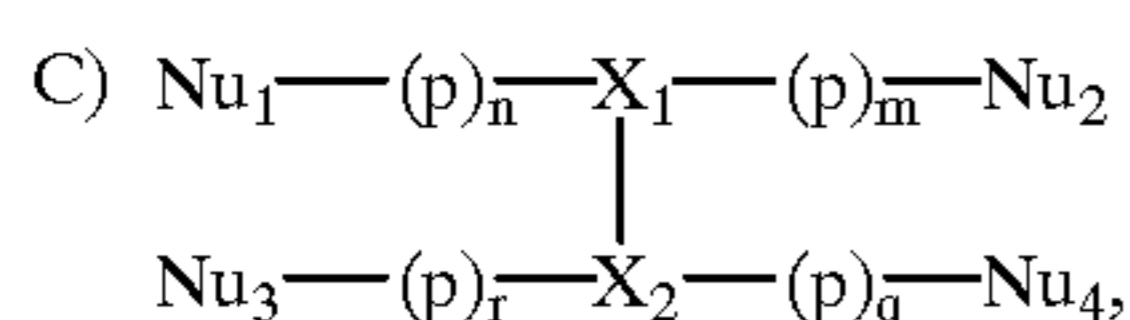 C) Nu₁—(p)ₙ—X₁—(p)ₘ—Nu₂
Nu₃—(p)ᵣ—X₂—(p)q—Nu₄,